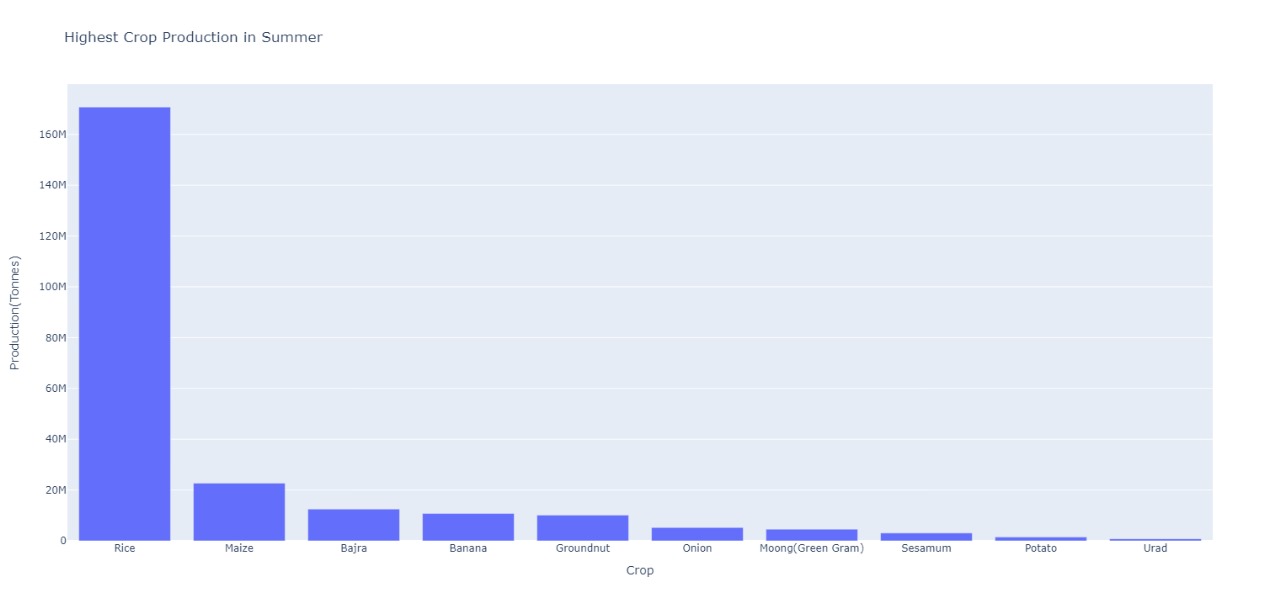 Highest Crop Production in Summer
Production(Tonnes)
160M
140M
120M
100M
80M
60M
40M
20M
0
Rice Maize Bajra Banana Groundnut Onion Moong(Green Gram) Sesamum Potato Urad
Crop